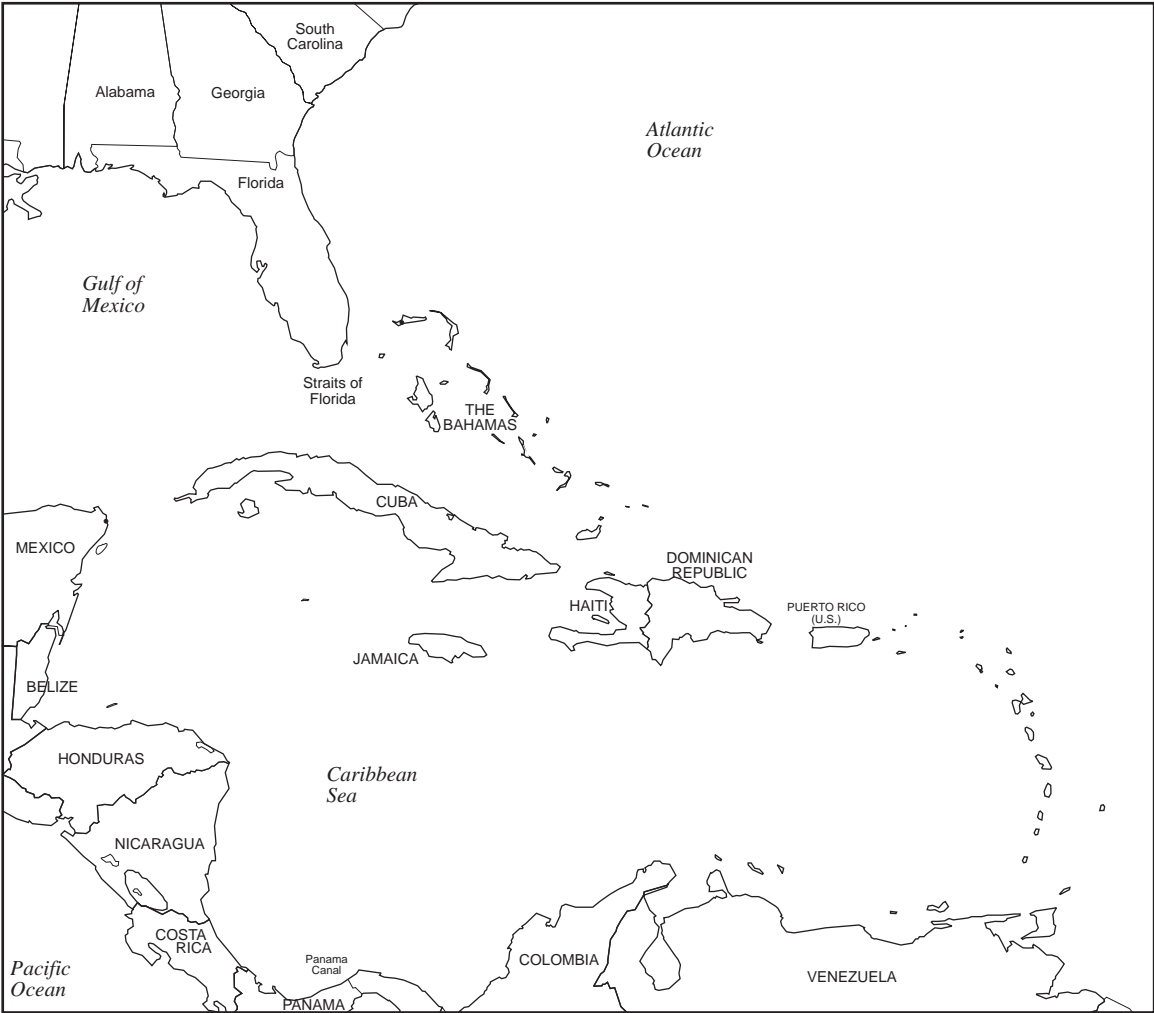 South
Carolina
Alabama
Georgia
Atlantic
Ocean
Florida
Gulf of
Mexico
Straits of
Florida
THE
BAHAMAS
CUBA
MEXICO
DOMINICAN
REPUBLIC
HAITI
PUERTO RICO
(U.S.)
JAMAICA
BELIZE
HONDURAS
Caribbean
Sea
NICARAGUA
COSTA
RICA
Panama
Canal
COLOMBIA
VENEZUELA
Pacific
Ocean
PANAMA